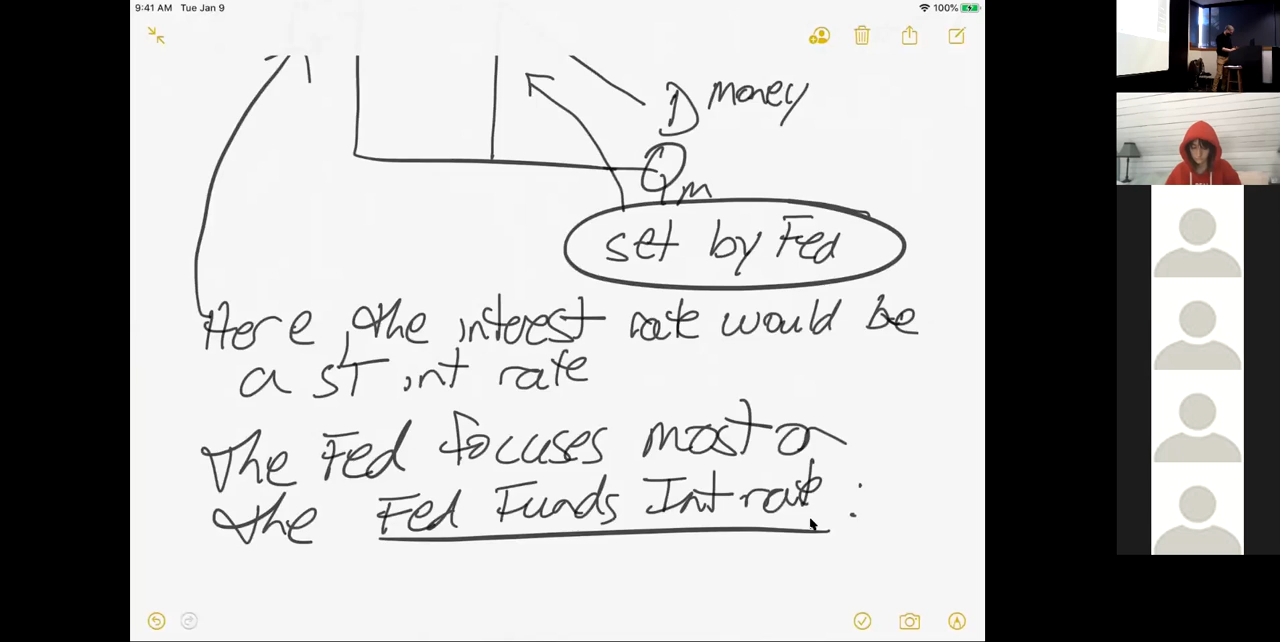 9:41 AM Tue Jan 9
100%
D money
Qm
set by Fed
Here, the interest rate would be
a ST int rate
The Fed focuses most on
the Fed Funds Int rate :